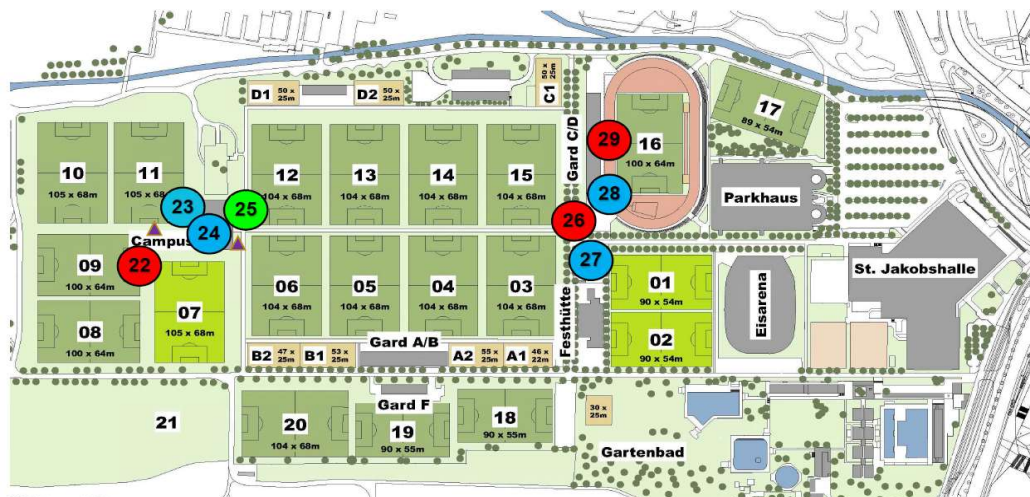 D1
50 x 25m
D2
50 x 25m
C1
50 x 25m
17
89 x 54m
10
105 x 68m
11
105 x 68m
12
104 x 68m
13
104 x 68m
14
104 x 68m
15
104 x 68m
Gard C/D
29
16
100 x 64m
28
Parkhaus
23
24
25
26
27
Campus
22
09
100 x 64m
08
100 x 64m
07
105 x 68m
06
104 x 68m
05
104 x 68m
04
104 x 68m
03
104 x 68m
Festhütte
01
90 x 54m
02
90 x 54m
Eisarena
St. Jakobshalle
B2
47 x 25m
B1
53 x 25m
Gard A/B
A2
55 x 25m
A1
46 x 22m
21
20
104 x 68m
Gard F
19
90 x 55m
18
90 x 55m
30 x 25m
Gartenbad